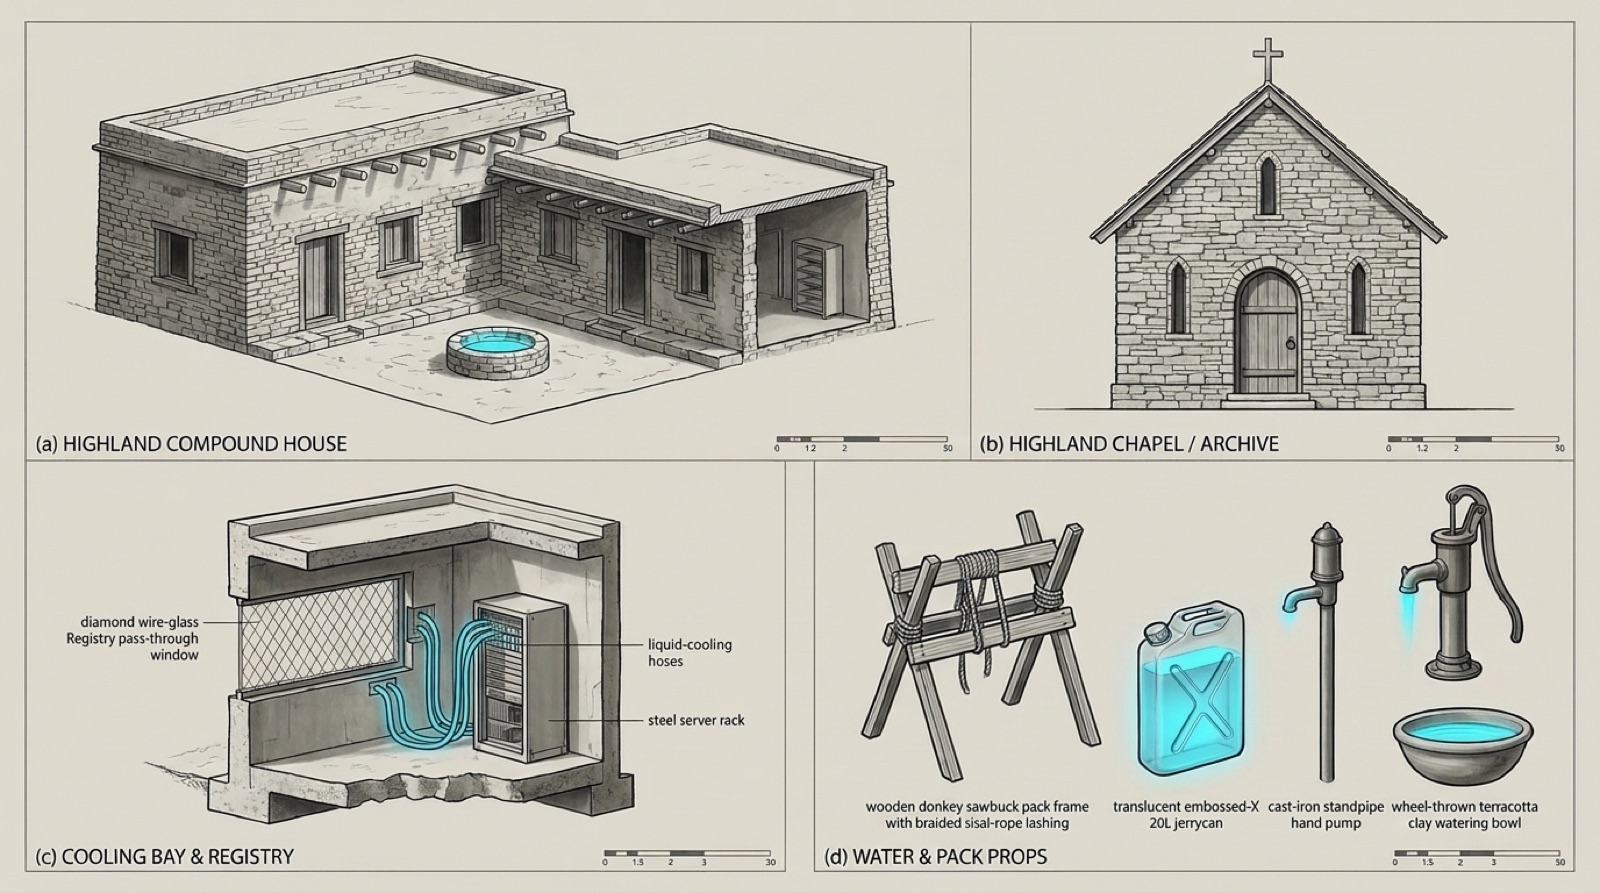 (a) HIGHLAND COMPOUND HOUSE
0 1.2 2 50
(b) HIGHLAND CHAPEL / ARCHIVE
0 1.2 2 30
diamond wire-glass
Registry pass-through
window
liquid-cooling
hoses
steel server rack
(c) COOLING BAY & REGISTRY
0 1.5 2 3 30
wooden donkey sawbuck pack frame
with braided sisal-rope lashing
translucent embossed-X
20L jerrycan
cast-iron standpipe
hand pump
wheel-thrown terracotta
clay watering bowl
(d) WATER & PACK PROPS
0 1.5 2 3 50